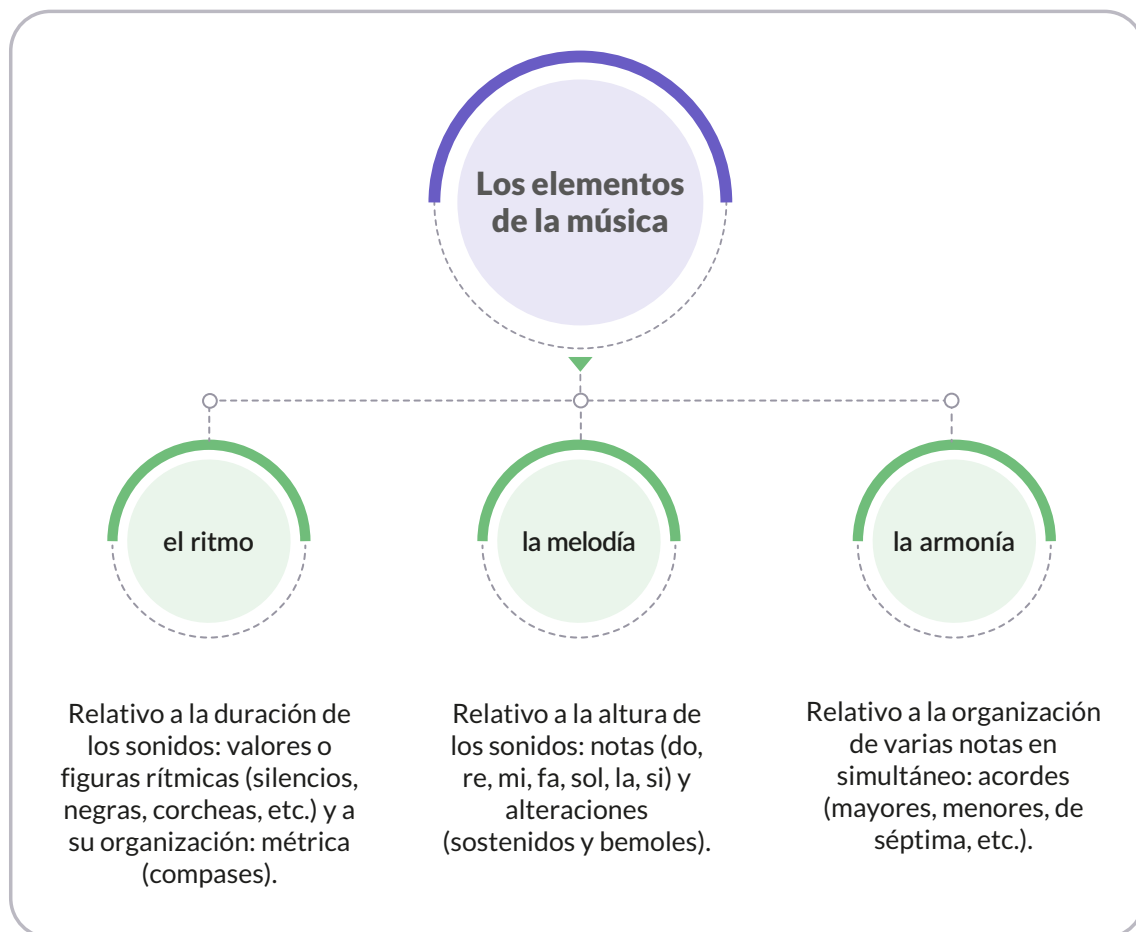 Los elementos
de la música
el ritmo
la melodía
la armonía
Relativo a la duración de
los sonidos: valores o
figuras rítmicas (silencios,
negras, corcheas, etc.) y a
su organización: métrica
(compases).
Relativo a la altura de
los sonidos: notas (do,
re, mi, fa, sol, la, si) y
alteraciones
(sostenidos y bemoles).
Relativo a la organización
de varias notas en
simultáneo: acordes
(mayores, menores, de
séptima, etc.).